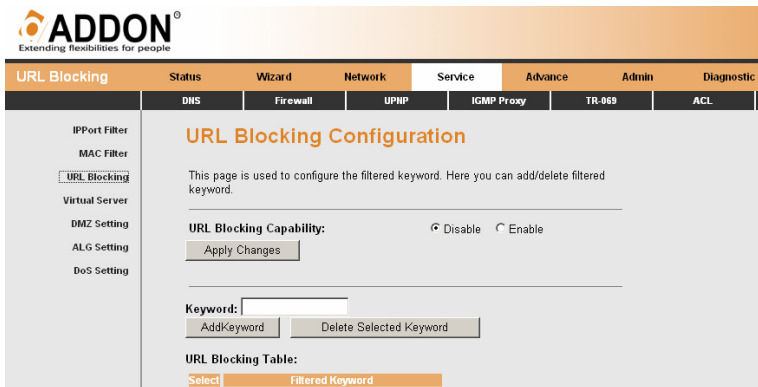 ADDON®
Extending flexibilities for people
URL Blocking
Status Wizard Network Service Advance Admin Diagnostic
DNS Firewall UPNP IGMP Proxy TR-069 ACL
IPPort Filter
MAC Filter
URL Blocking
Virtual Server
DMZ Setting
ALG Setting
DoS Setting
URL Blocking Configuration
This page is used to configure the filtered keyword. Here you can add/delete filtered
keyword.
URL Blocking Capability: Disable Enable
Apply Changes
Keyword:
AddKeyword Delete Selected Keyword
URL Blocking Table:
Select Filtered Keyword